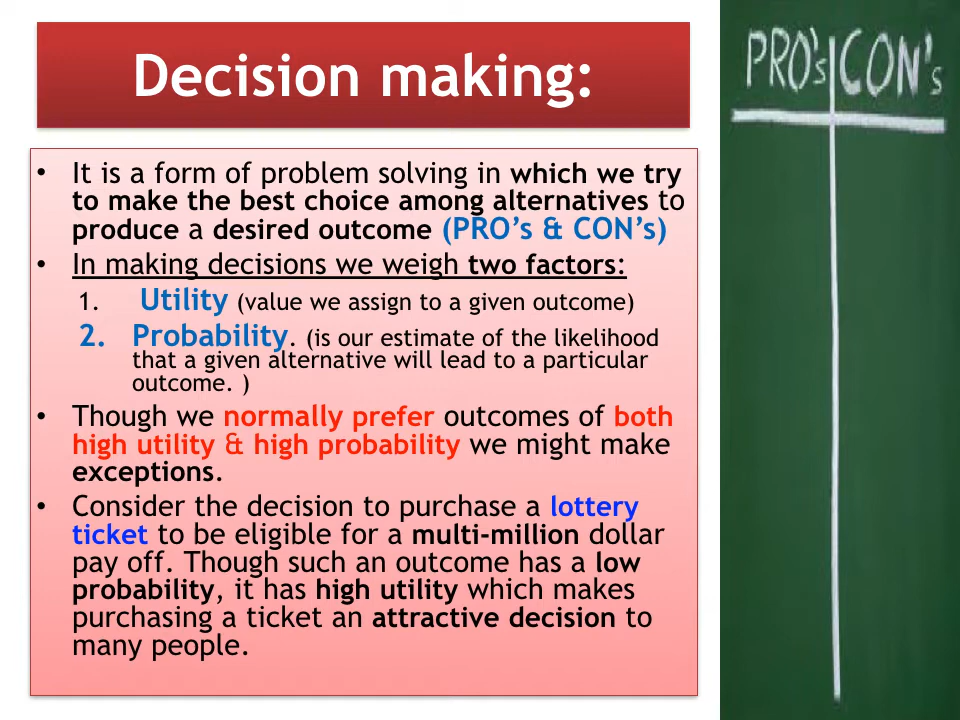 Decision making:
• It is a form of problem solving in which we try
to make the best choice among alternatives to
produce a desired outcome (PRO’s & CON’s)
• In making decisions we weigh two factors:
1. Utility (value we assign to a given outcome)
2. Probability. (is our estimate of the likelihood
that a given alternative will lead to a particular
outcome. )
• Though we normally prefer outcomes of both
high utility & high probability we might make
exceptions.
• Consider the decision to purchase a lottery
ticket to be eligible for a multi-million dollar
pay off. Though such an outcome has a low
probability, it has high utility which makes
purchasing a ticket an attractive decision to
many people.
PRO's CON's